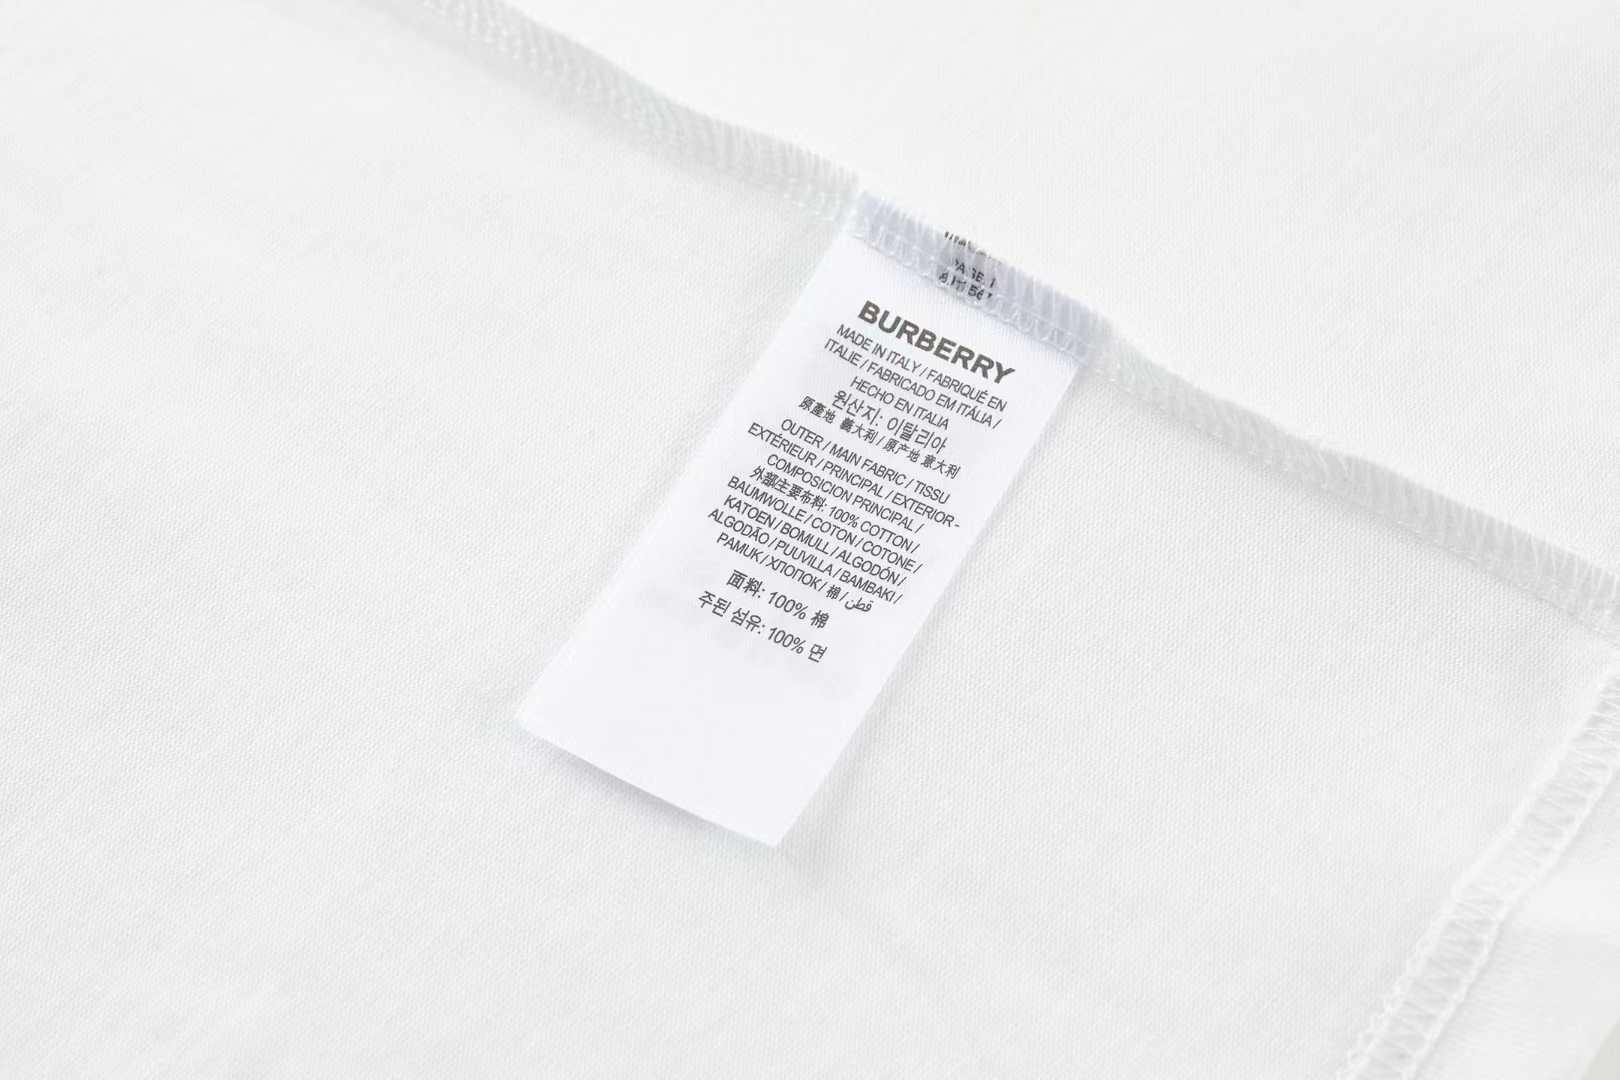 PAGE 1
BURBERRY
MADE IN ITALY / FABRIQUÉ EN
ITALIE / FABRICADO EM ITÁLIA /
HECHO EN ITALIA
원산지: 이탈리아
原產地 義大利 / 原产地 意大利
OUTER / MAIN FABRIC / TISSU
EXTÉRIEUR / PRINCIPAL / EXTERIOR -
COMPOSICION PRINCIPAL /
外部/主要布料: 100% COTTON /
BAUMWOLLE / COTON / COTONE /
KATOEN / BOMULL / ALGODÓN /
ALGODÃO / PUUVILLA / BAMBAKI /
PAMUK / ХЛОПОК / 棉 / قطن
面料: 100% 棉
주된 섬유: 100% 면